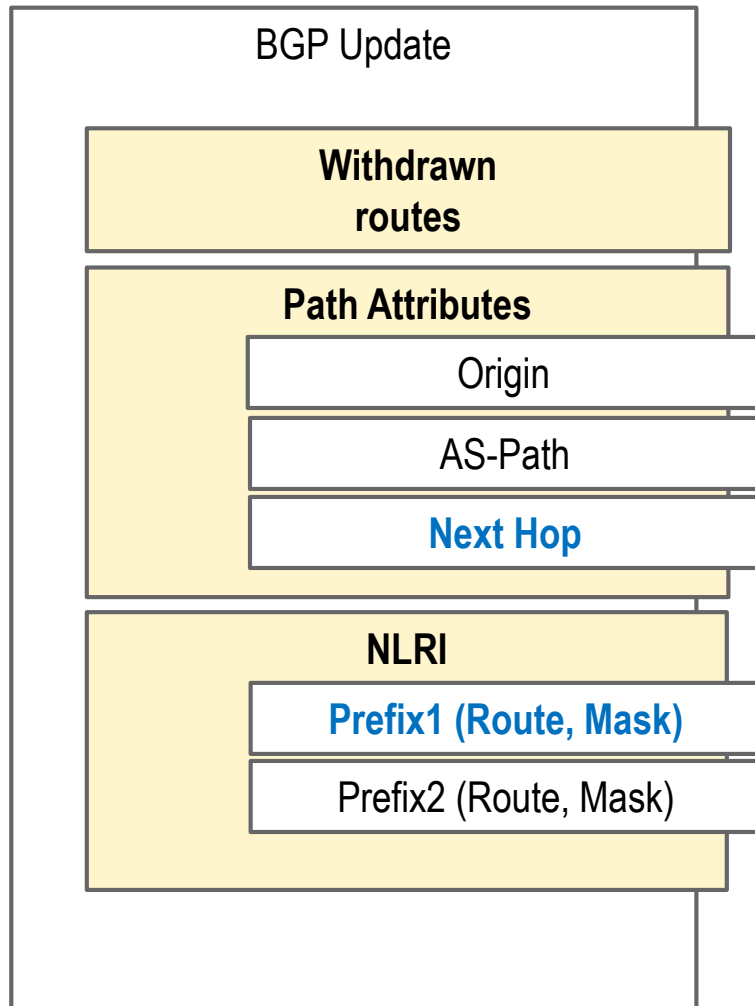 BGP Update
Withdrawn
routes
Path Attributes
Origin
AS-Path
Next Hop
NLRI
Prefix1 (Route, Mask)
Prefix2 (Route, Mask)